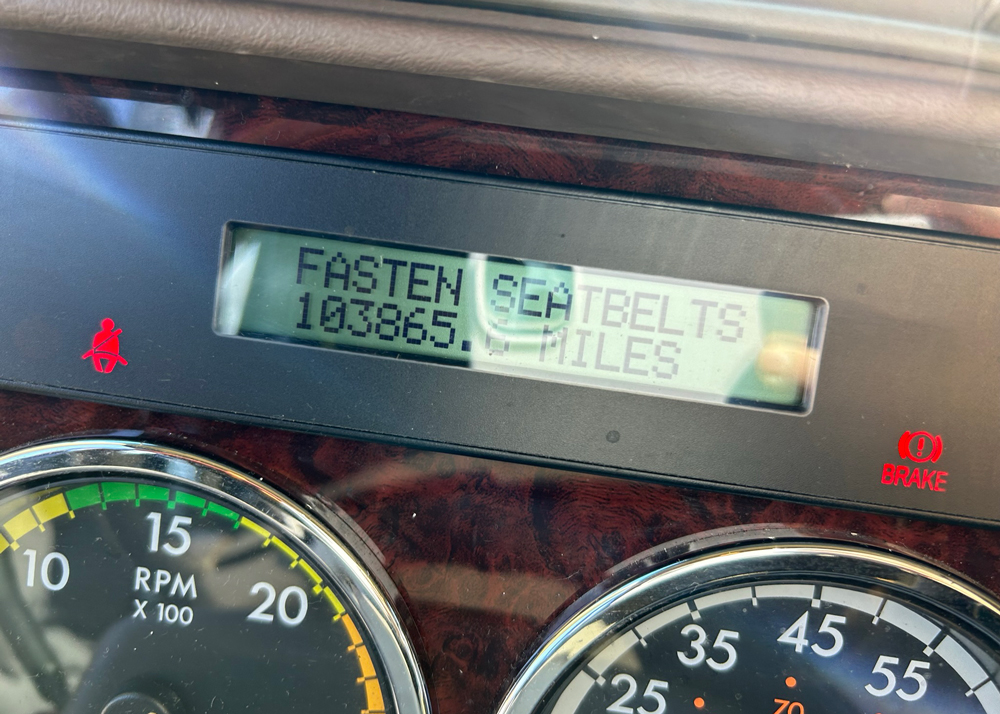 FASTEN SEATBELTS
103865.6 MILES
BRAKE
10
15
20
RPM
X 100
25
35
45
55
70